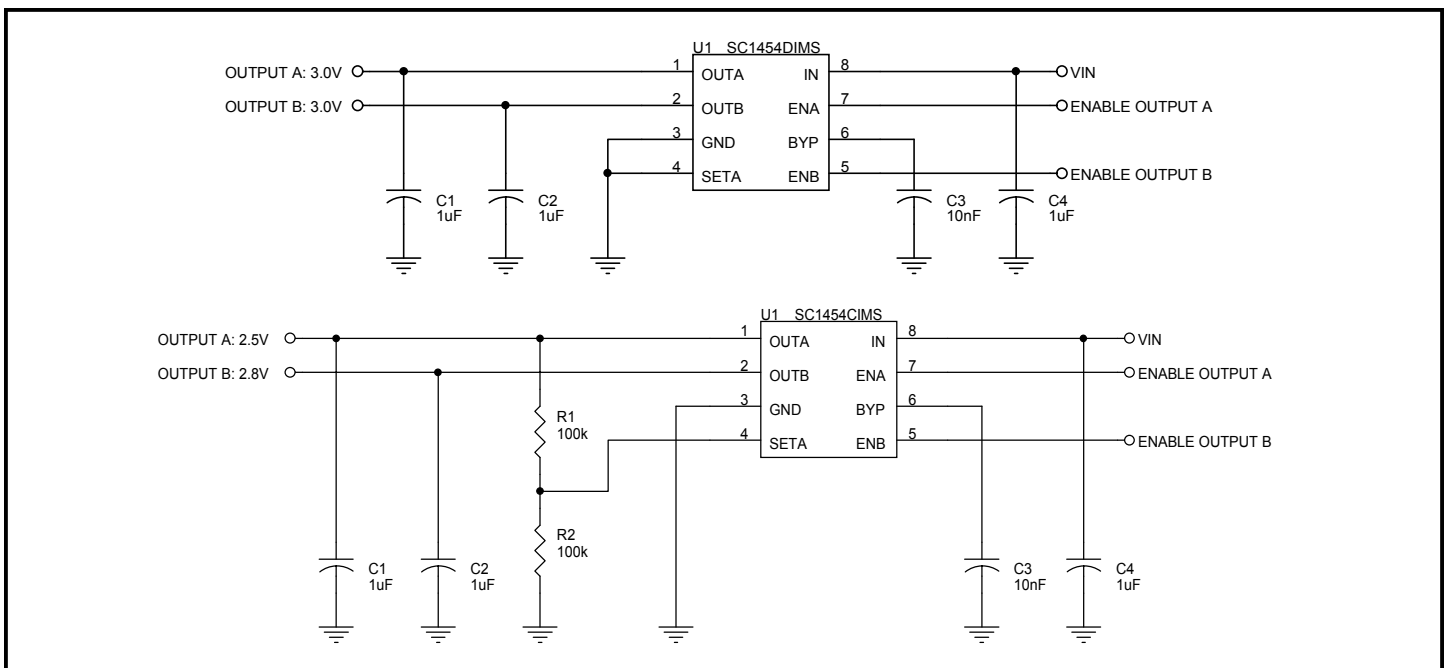 U1 SC1454DIMS
OUTPUT A: 3.0V
1 OUTA IN 8
VIN
OUTPUT B: 3.0V
2 OUTB ENA 7
ENABLE OUTPUT A
3 GND BYP 6
4 SETA ENB 5
ENABLE OUTPUT B
C1
1uF
C2
1uF
C3
10nF
C4
1uF
U1 SC1454CIMS
OUTPUT A: 2.5V
1 OUTA IN 8
VIN
OUTPUT B: 2.8V
2 OUTB ENA 7
ENABLE OUTPUT A
3 GND BYP 6
R1
100k
4 SETA ENB 5
ENABLE OUTPUT B
R2
100k
C1
1uF
C2
1uF
C3
10nF
C4
1uF